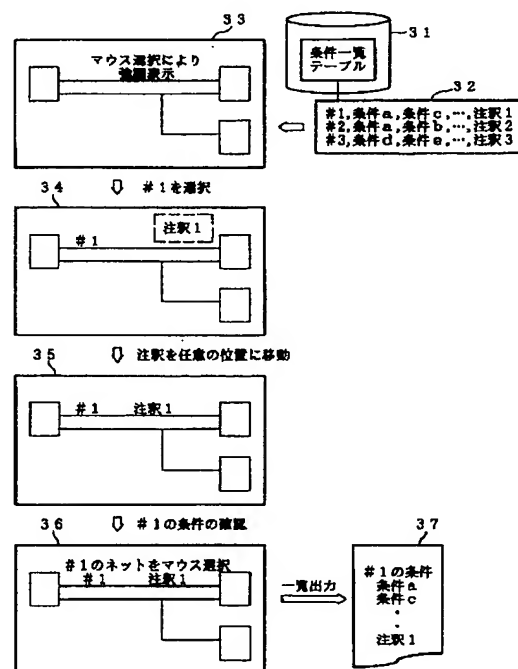 33
マウス選択により
強調表示
31
条件一覧
テーブル
32
#1,条件a,条件c,…,注釈1
#2,条件a,条件b,…,注釈2
#3,条件d,条件e,…,注釈3
#1を選択
34
注釈1
#1
注釈を任意の位置に移動
35
#1 注釈1
#1の条件の確認
36
#1のネットをマウス選択
#1 注釈1
一覧出力
37
#1の条件
条件a
条件c
・
・
注釈1